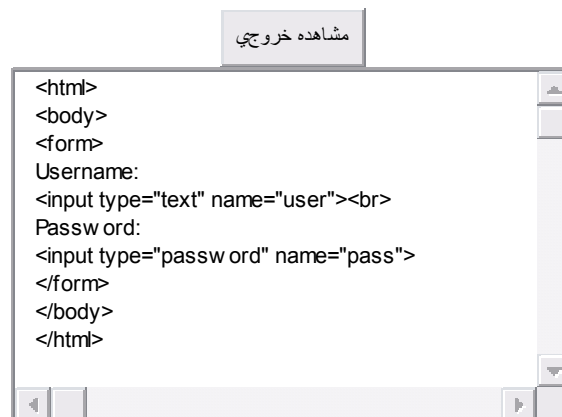 مشاهده خروجي
<html>
<body>
<form>
Username:
<input type="text" name="user"><br>
Password:
<input type="password" name="pass">
</form>
</body>
</html>